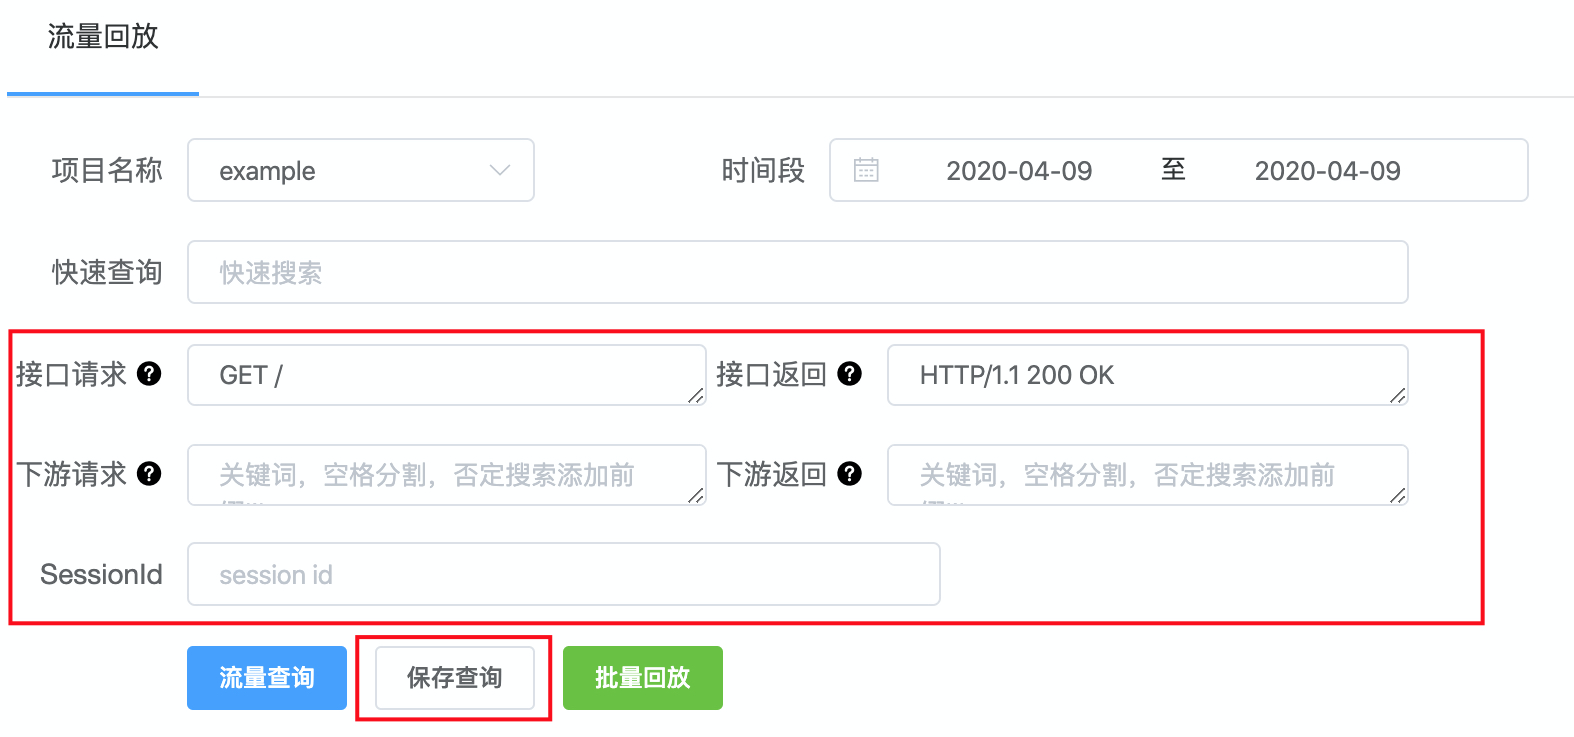 流量回放
项目名称 example 时间段 2020-04-09 至 2020-04-09
快速查询 快速搜索
接口请求 ? GET / 接口返回 ? HTTP/1.1 200 OK
下游请求 ? 关键词，空格分割，否定搜索添加前 下游返回 ? 关键词，空格分割，否定搜索添加前
SessionId session id
流量查询 保存查询 批量回放